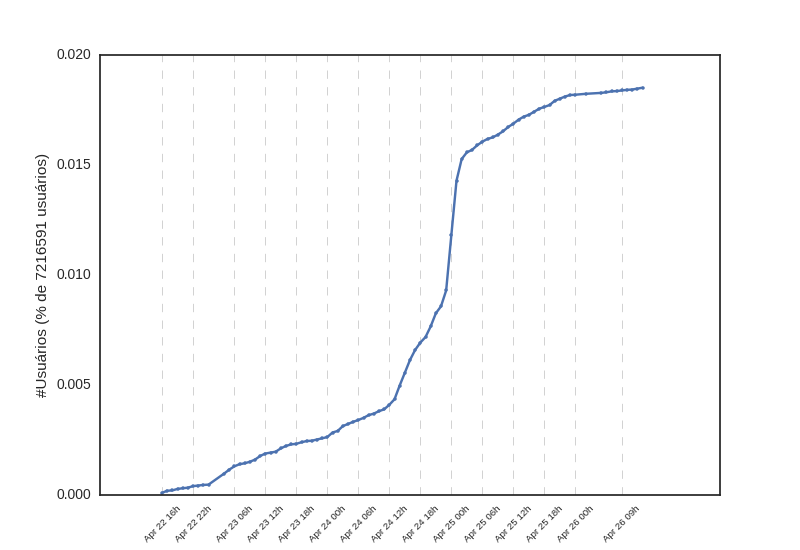 0.020
0.015
0.010
0.005
0.000
#Usuários (% de 7216591 usuários)
Apr 22 16h
Apr 22 22h
Apr 23 06h
Apr 23 12h
Apr 23 18h
Apr 24 00h
Apr 24 06h
Apr 24 12h
Apr 24 18h
Apr 25 00h
Apr 25 06h
Apr 25 12h
Apr 25 18h
Apr 26 00h
Apr 26 09h